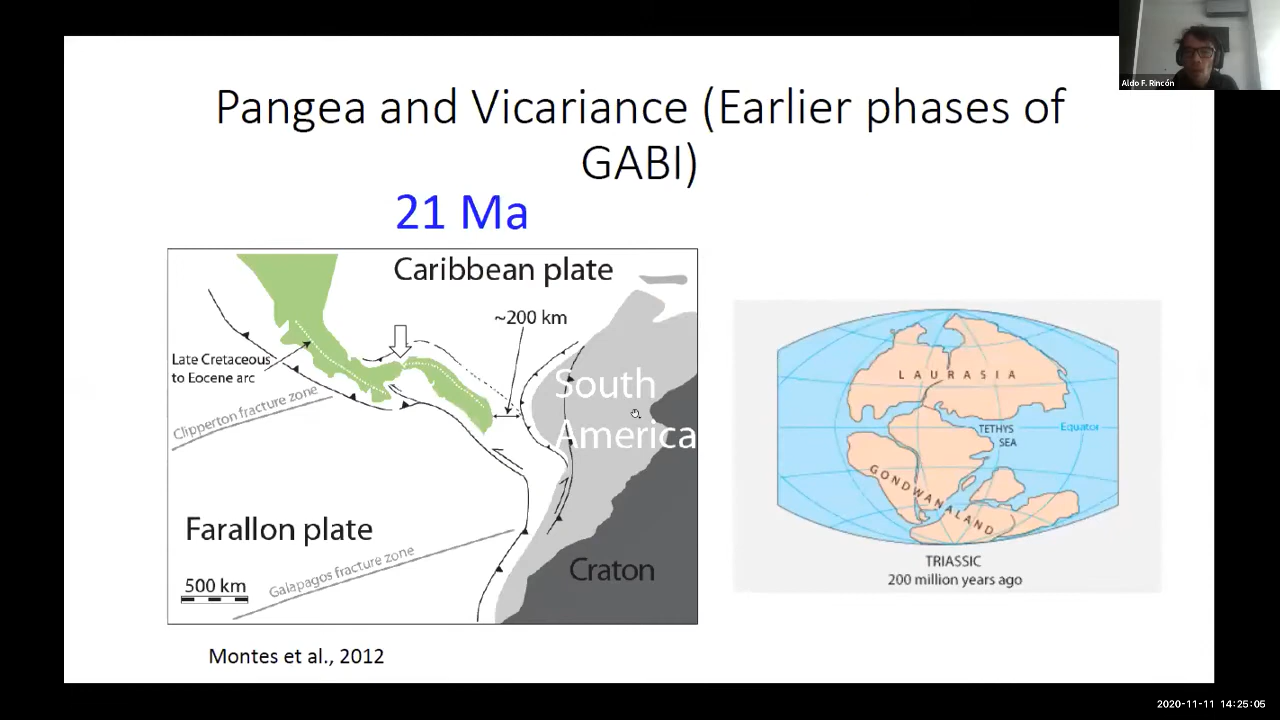 Pangea and Vicariance (Earlier phases of
GABI)
21 Ma
Caribbean plate
~200 km
Late Cretaceous
to Eocene arc
Clipperton fracture zone
South
America
Farallon plate
500 km
Galapagos fracture zone
Craton
Montes et al., 2012
LAURASIA
TETHYS
SEA
Equator
GONDWANALAND
TRIASSIC
200 million years ago
Aldo F. Rincón
2020-11-11 14:25:05